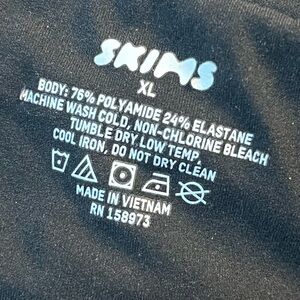 SKIMS
XL
BODY: 76% POLYAMIDE 24% ELASTANE
MACHINE WASH COLD, NON-CHLORINE BLEACH
TUMBLE DRY LOW TEMP,
COOL IRON, DO NOT DRY CLEAN
MADE IN VIETNAM
RN 158973